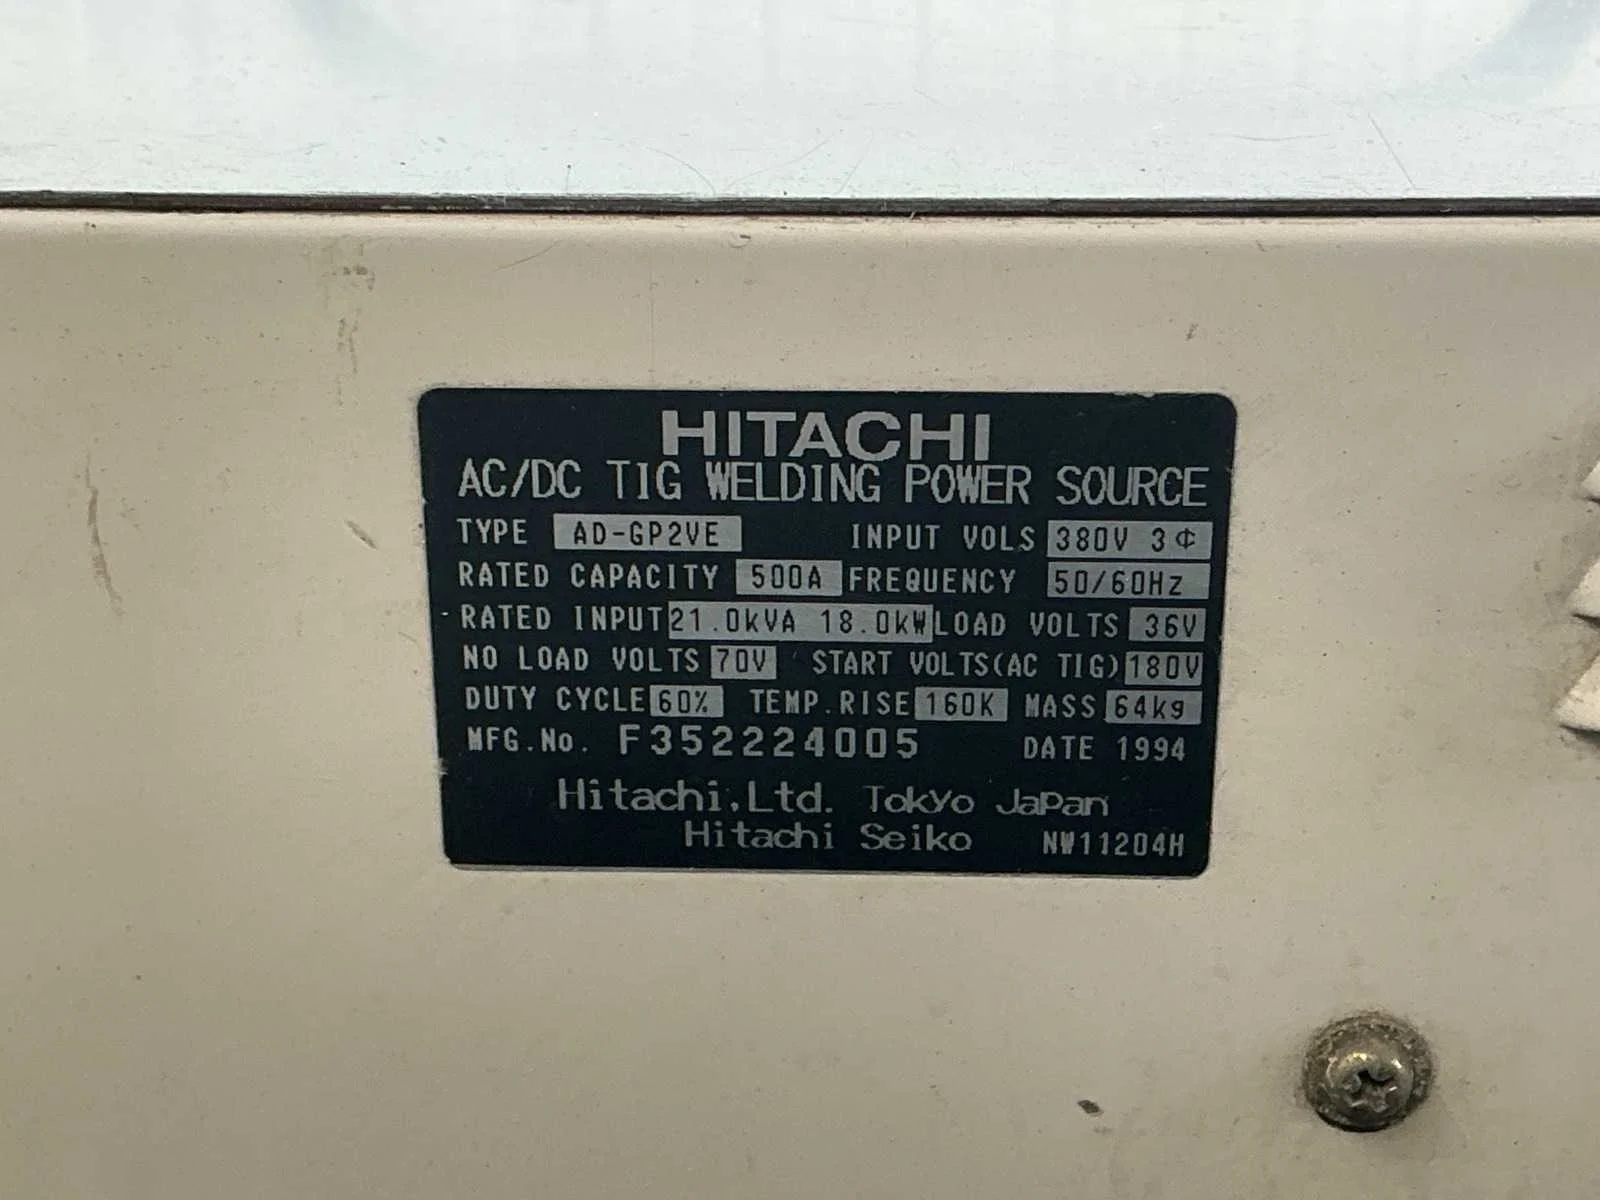 HITACHI
AC/DC TIG WELDING POWER SOURCE
TYPE AD-GP2VE INPUT VOLS 380V 3¢
RATED CAPACITY 500A FREQUENCY 50/60Hz
RATED INPUT 21.0kVA 18.0kW LOAD VOLTS 36V
NO LOAD VOLTS 70V START VOLTS(AC TIG) 180V
DUTY CYCLE 60% TEMP.RISE 160K MASS 64kg
MFG.No. F352224005 DATE 1994
Hitachi,Ltd. Tokyo Japan
Hitachi Seiko NW11204H